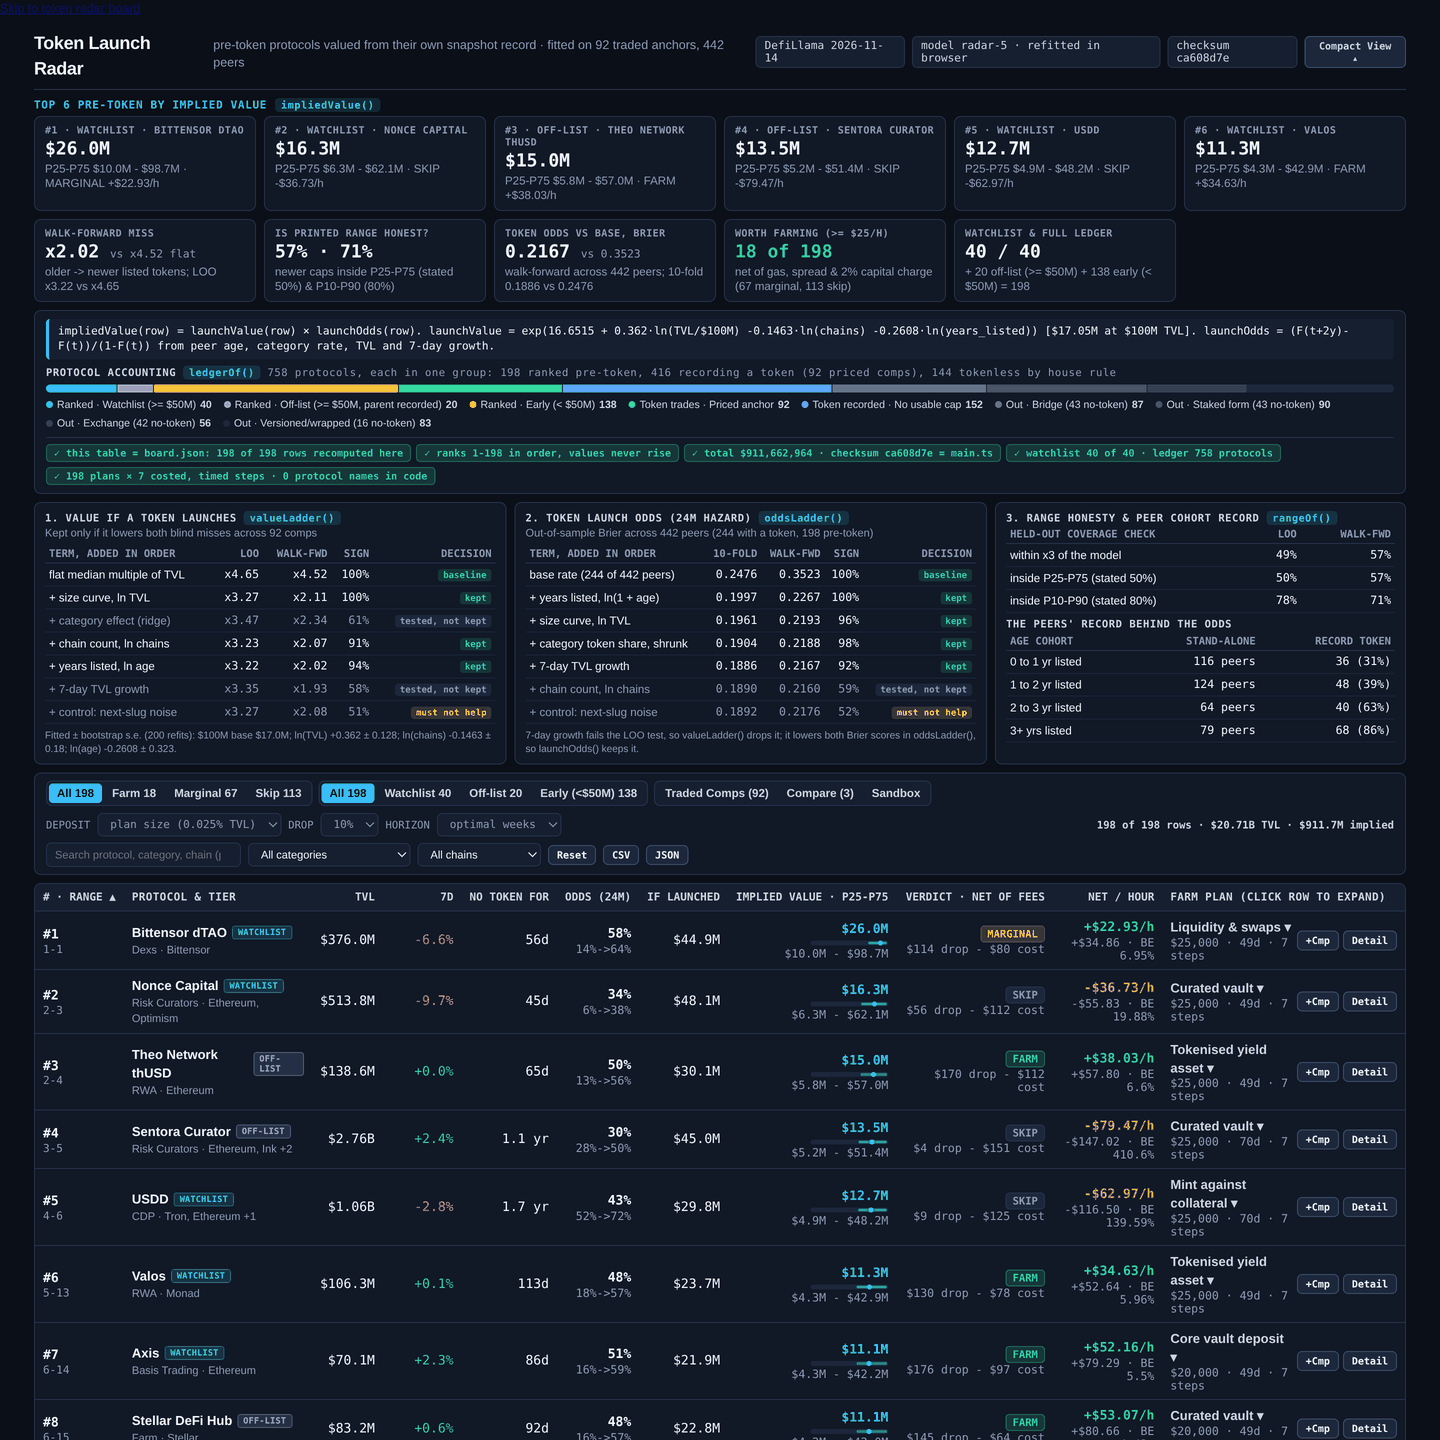 Skip to token radar board
Token Launch Radar
pre-token protocols valued from their own snapshot record · fitted on 92 traded anchors, 442 peers
DefiLlama 2026-11-14
model radar-5 · refitted in browser
checksum ca608d7e
Compact View ▴
TOP 6 PRE-TOKEN BY IMPLIED VALUE impliedValue()
#1 · WATCHLIST · BITTENSOR DTAO
$26.0M
P25-P75 $10.0M - $98.7M · MARGINAL +$22.93/h
#2 · WATCHLIST · NONCE CAPITAL
$16.3M
P25-P75 $6.3M - $62.1M · SKIP -$36.73/h
#3 · OFF-LIST · THEO NETWORK THUSD
$15.0M
P25-P75 $5.8M - $57.0M · FARM +$38.03/h
#4 · OFF-LIST · SENTORA CURATOR
$13.5M
P25-P75 $5.2M - $51.4M · SKIP -$79.47/h
#5 · WATCHLIST · USDD
$12.7M
P25-P75 $4.9M - $48.2M · SKIP -$62.97/h
#6 · WATCHLIST · VALOS
$11.3M
P25-P75 $4.3M - $42.9M · FARM +$34.63/h
WALK-FORWARD MISS
x2.02 vs x4.52 flat
older -> newer listed tokens; LOO x3.22 vs x4.65
IS PRINTED RANGE HONEST?
57% · 71%
newer caps inside P25-P75 (stated 50%) & P10-P90 (80%)
TOKEN ODDS VS BASE, BRIER
0.2167 vs 0.3523
walk-forward across 442 peers; 10-fold 0.1886 vs 0.2476
WORTH FARMING (>= $25/H)
18 of 198
net of gas, spread & 2% capital charge (67 marginal, 113 skip)
WATCHLIST & FULL LEDGER
40 / 40
+ 20 off-list (>= $50M) + 138 early (< $50M) = 198
impliedValue(row) = launchValue(row) × launchOdds(row). launchValue = exp(16.6515 + 0.362·ln(TVL/$100M) -0.1463·ln(chains) -0.2608·ln(years_listed)) [$17.05M at $100M TVL]. launchOdds = (F(t+2y)-F(t))/(1-F(t)) from peer age, category rate, TVL and 7-day growth.
PROTOCOL ACCOUNTING ledgerOf() 758 protocols, each in one group: 198 ranked pre-token, 416 recording a token (92 priced comps), 144 tokenless by house rule
Ranked · Watchlist (>= $50M) 40 Ranked · Off-list (>= $50M, parent recorded) 20 Ranked · Early (< $50M) 138 Token trades · Priced anchor 92 Token recorded · No usable cap 152 Out · Bridge (43 no-token) 87 Out · Staked form (43 no-token) 90
Out · Exchange (42 no-token) 56 Out · Versioned/wrapped (16 no-token) 83
✓ this table = board.json: 198 of 198 rows recomputed here ✓ ranks 1-198 in order, values never rise ✓ total $911,662,964 · checksum ca608d7e = main.ts ✓ watchlist 40 of 40 · ledger 758 protocols
✓ 198 plans × 7 costed, timed steps · 0 protocol names in code
1. VALUE IF A TOKEN LAUNCHES valueLadder()
Kept only if it lowers both blind misses across 92 comps
TERM, ADDED IN ORDER LOO WALK-FWD SIGN DECISION
flat median multiple of TVL x4.65 x4.52 100% baseline
+ size curve, ln TVL x3.27 x2.11 100% kept
+ category effect (ridge) x3.47 x2.34 61% tested, not kept
+ chain count, ln chains x3.23 x2.07 91% kept
+ years listed, ln age x3.22 x2.02 94% kept
+ 7-day TVL growth x3.35 x1.93 58% tested, not kept
+ control: next-slug noise x3.27 x2.08 51% must not help
Fitted ± bootstrap s.e. (200 refits): $100M base $17.0M; ln(TVL) +0.362 ± 0.128; ln(chains) -0.1463 ± 0.18; ln(age) -0.2608 ± 0.323.
2. TOKEN LAUNCH ODDS (24M HAZARD) oddsLadder()
Out-of-sample Brier across 442 peers (244 with a token, 198 pre-token)
TERM, ADDED IN ORDER 10-FOLD WALK-FWD SIGN DECISION
base rate (244 of 442 peers) 0.2476 0.3523 100% baseline
+ years listed, ln(1 + age) 0.1997 0.2267 100% kept
+ size curve, ln TVL 0.1961 0.2193 96% kept
+ category token share, shrunk 0.1904 0.2188 98% kept
+ 7-day TVL growth 0.1886 0.2167 92% kept
+ chain count, ln chains 0.1890 0.2160 59% tested, not kept
+ control: next-slug noise 0.1892 0.2176 52% must not help
7-day growth fails the LOO test, so valueLadder() drops it; it lowers both Brier scores in oddsLadder(), so launchOdds() keeps it.
3. RANGE HONESTY & PEER COHORT RECORD rangeOf()
HELD-OUT COVERAGE CHECK LOO WALK-FWD
within x3 of the model 49% 57%
inside P25-P75 (stated 50%) 50% 57%
inside P10-P90 (stated 80%) 78% 71%
THE PEERS' RECORD BEHIND THE ODDS
AGE COHORT STAND-ALONE RECORD TOKEN
0 to 1 yr listed 116 peers 36 (31%)
1 to 2 yr listed 124 peers 48 (39%)
2 to 3 yr listed 64 peers 40 (63%)
3+ yrs listed 79 peers 68 (86%)
All 198 Farm 18 Marginal 67 Skip 113 All 198 Watchlist 40 Off-list 20 Early (<$50M) 138 Traded Comps (92) Compare (3) Sandbox
DEPOSIT plan size (0.025% TVL) DROP 10% HORIZON optimal weeks 198 of 198 rows · $20.71B TVL · $911.7M implied
Search protocol, category, chain (p All categories All chains Reset CSV JSON
# · RANGE ▲ PROTOCOL & TIER TVL 7D NO TOKEN FOR ODDS (24M) IF LAUNCHED IMPLIED VALUE · P25-P75 VERDICT · NET OF FEES NET / HOUR FARM PLAN (CLICK ROW TO EXPAND)
#1 1-1 Bittensor dTAO WATCHLIST Dexs · Bittensor $376.0M -6.6% 56d 58% 14%->64% $44.9M $26.0M $10.0M - $98.7M MARGINAL $114 drop - $80 cost +$22.93/h +$34.86 · BE 6.95% Liquidity & swaps ▾ $25,000 · 49d · 7 steps +Cmp Detail
#2 2-3 Nonce Capital WATCHLIST Risk Curators · Ethereum, Optimism $513.8M -9.7% 45d 34% 6%->38% $48.1M $16.3M $6.3M - $62.1M SKIP $56 drop - $112 cost -$36.73/h -$55.83 · BE 19.88% Curated vault ▾ $25,000 · 49d · 7 steps +Cmp Detail
#3 2-4 Theo Network thUSD OFF-LIST RWA · Ethereum $138.6M +0.0% 65d 50% 13%->56% $30.1M $15.0M $5.8M - $57.0M FARM $170 drop - $112 cost +$38.03/h +$57.80 · BE 6.6% Tokenised yield asset ▾ $25,000 · 49d · 7 steps +Cmp Detail
#4 3-5 Sentora Curator OFF-LIST Risk Curators · Ethereum, Ink +2 $2.76B +2.4% 1.1 yr 30% 28%->50% $45.0M $13.5M $5.2M - $51.4M SKIP $4 drop - $151 cost -$79.47/h -$147.02 · BE 410.6% Curated vault ▾ $25,000 · 70d · 7 steps +Cmp Detail
#5 4-6 USDD WATCHLIST CDP · Tron, Ethereum +1 $1.06B -2.8% 1.7 yr 43% 52%->72% $29.8M $12.7M $4.9M - $48.2M SKIP $9 drop - $125 cost -$62.97/h -$116.50 · BE 139.59% Mint against collateral ▾ $25,000 · 70d · 7 steps +Cmp Detail
#6 5-13 Valos WATCHLIST RWA · Monad $106.3M +0.1% 113d 48% 18%->57% $23.7M $11.3M $4.3M - $42.9M FARM $130 drop - $78 cost +$34.63/h +$52.64 · BE 5.96% Tokenised yield asset ▾ $25,000 · 49d · 7 steps +Cmp Detail
#7 6-14 Axis WATCHLIST Basis Trading · Ethereum $70.1M +2.3% 86d 51% 16%->59% $21.9M $11.1M $4.3M - $42.2M FARM $176 drop - $97 cost +$52.16/h +$79.29 · BE 5.5% Core vault deposit ▾ $20,000 · 49d · 7 steps +Cmp Detail
#8 6-15 Stellar DeFi Hub OFF-LIST Farm · Stellar $83.2M +0.6% 92d 48% 16%->57% $22.8M $11.1M FARM $145 drop - $64 cost +$53.07/h +$80.66 · BE Curated vault ▾ $20,000 · 49d · 7 steps +Cmp Detail